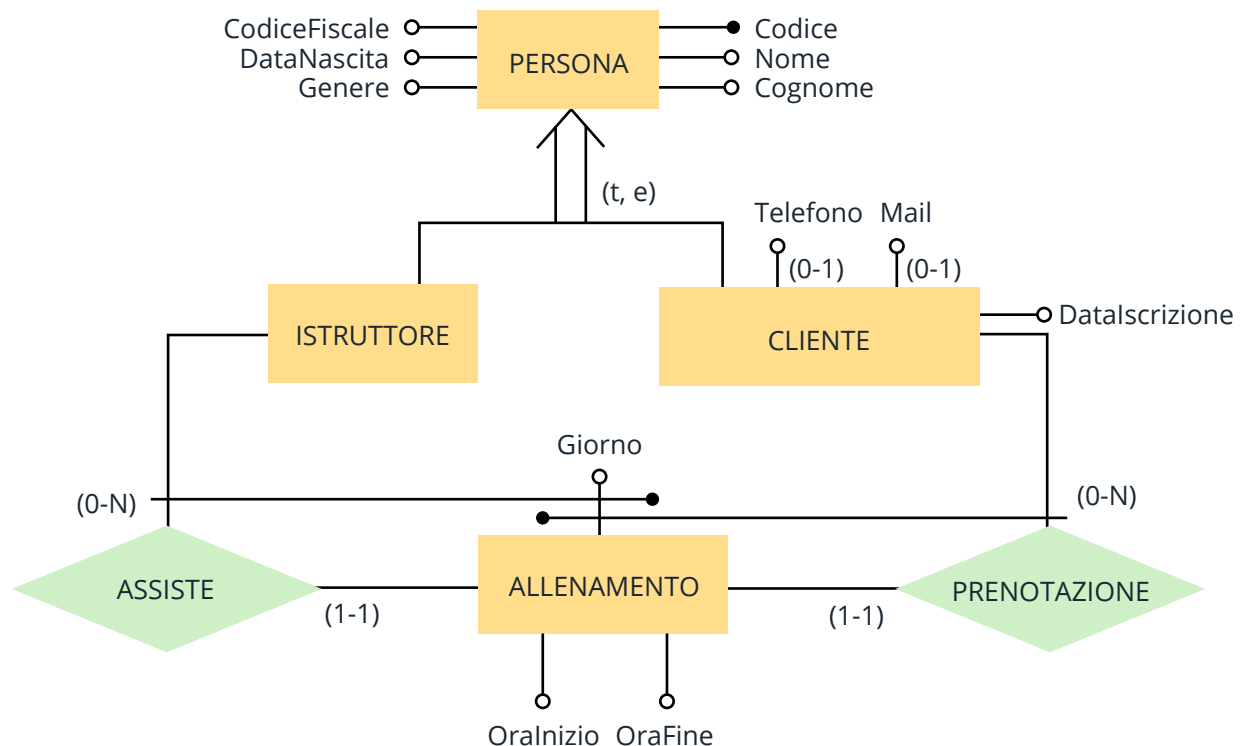 CodiceFiscale
Codice
DataNascita
PERSONA
Nome
Genere
Cognome
(t, e)
Telefono
Mail
(0-1)
(0-1)
DataIscrizione
ISTRUTTORE
CLIENTE
Giorno
(0-N)
(0-N)
ASSISTE
ALLENAMENTO
PRENOTAZIONE
(1-1)
(1-1)
OraInizio
OraFine